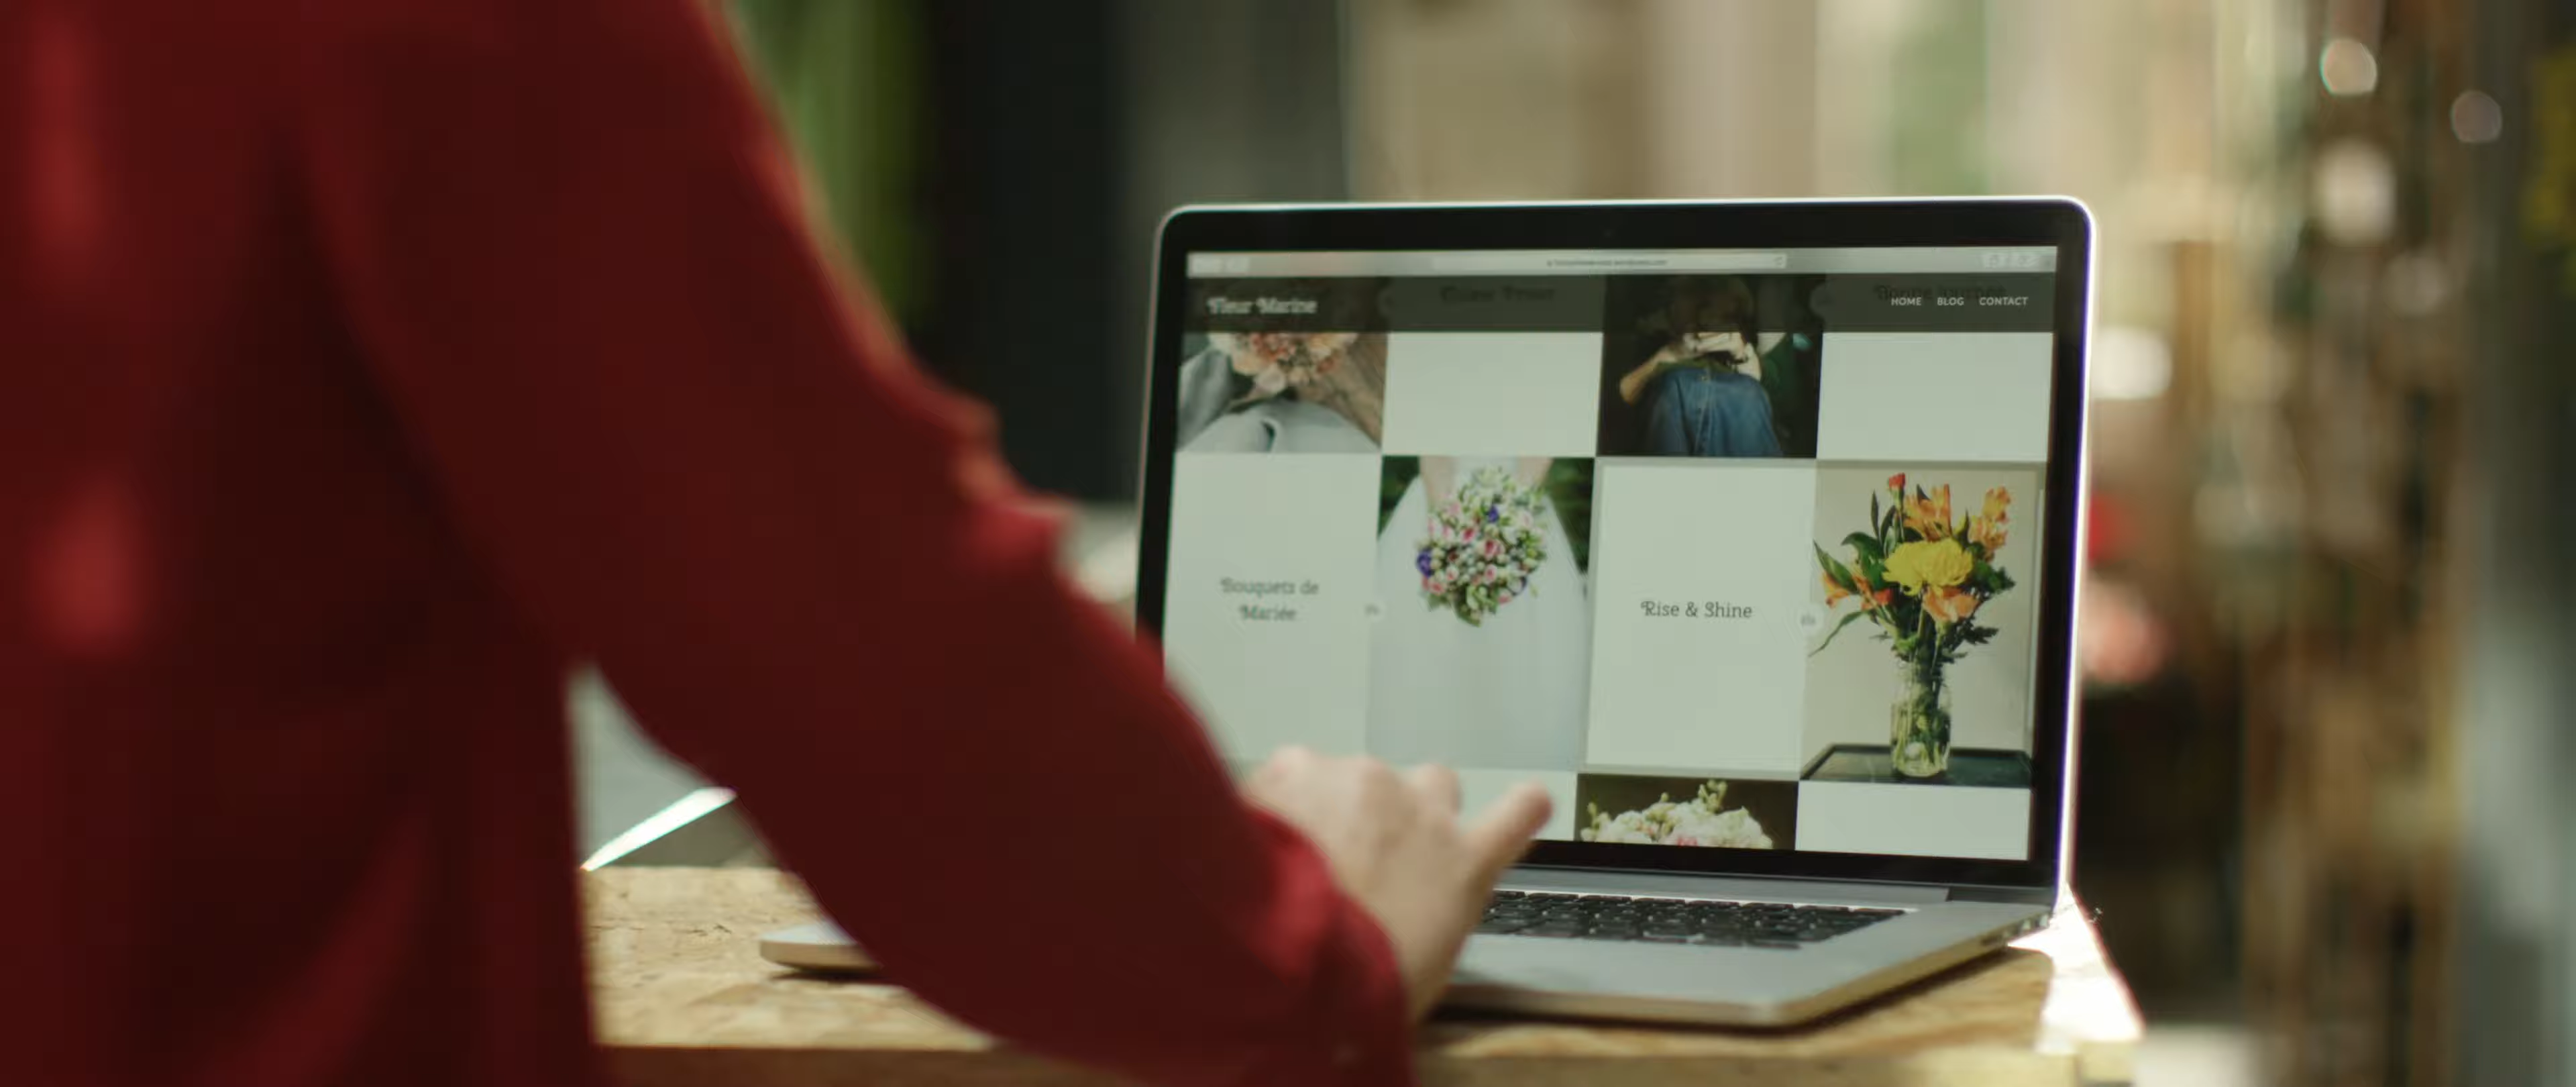 Fleur Marine
HOME BLOG CONTACT
Bouquets de
Mariée
Rise & Shine